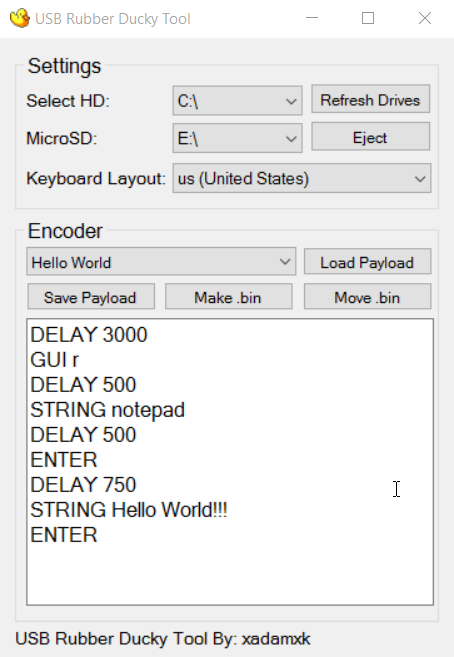 USB Rubber Ducky Tool
Settings
Select HD: C:\ Refresh Drives
MicroSD: E:\ Eject
Keyboard Layout: us (United States)
Encoder
Hello World Load Payload
Save Payload Make .bin Move .bin
DELAY 3000
GUI r
DELAY 500
STRING notepad
DELAY 500
ENTER
DELAY 750
STRING Hello World!!!
ENTER
USB Rubber Ducky Tool By: xadamxk